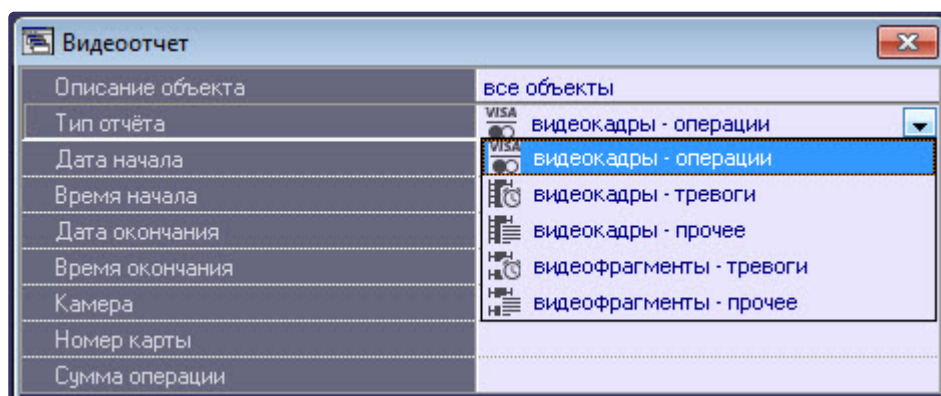 Видеоотчет
Описание объекта все объекты
Тип отчёта VISA видеокадры - операции
VISA видеокадры - операции
Дата начала
видеокадры - тревоги
Время начала
видеокадры - прочее
Дата окончания
видеофрагменты - тревоги
Время окончания
видеофрагменты - прочее
Камера
Номер карты
Сумма операции